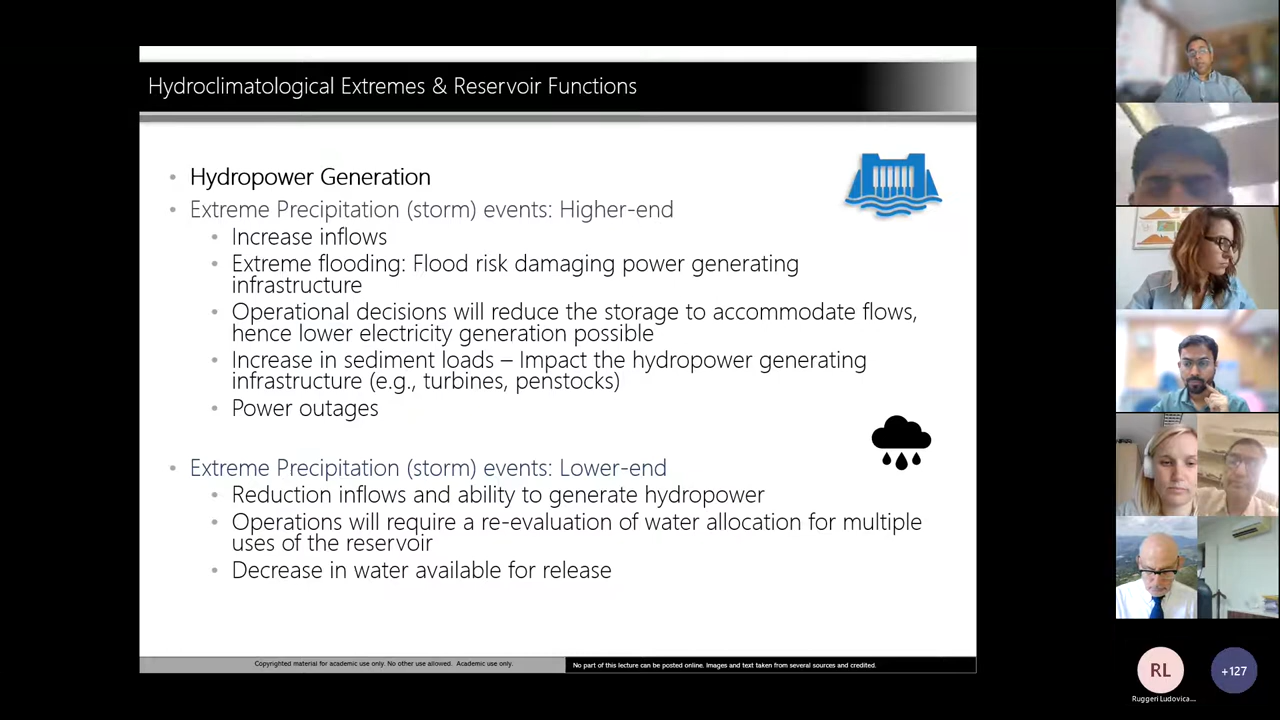 Hydroclimatological Extremes & Reservoir Functions
• Hydropower Generation
• Extreme Precipitation (storm) events: Higher-end
• Increase inflows
• Extreme flooding: Flood risk damaging power generating
infrastructure
• Operational decisions will reduce the storage to accommodate flows,
hence lower electricity generation possible
• Increase in sediment loads – Impact the hydropower generating
infrastructure (e.g., turbines, penstocks)
• Power outages
• Extreme Precipitation (storm) events: Lower-end
• Reduction inflows and ability to generate hydropower
• Operations will require a re-evaluation of water allocation for multiple
uses of the reservoir
• Decrease in water available for release
Copyrighted material for academic use only. No other use allowed. Academic use only.
No part of this lecture can be posted online. Images and text taken from several sources and credited.
RL
+127
Ruggeri Ludovica...